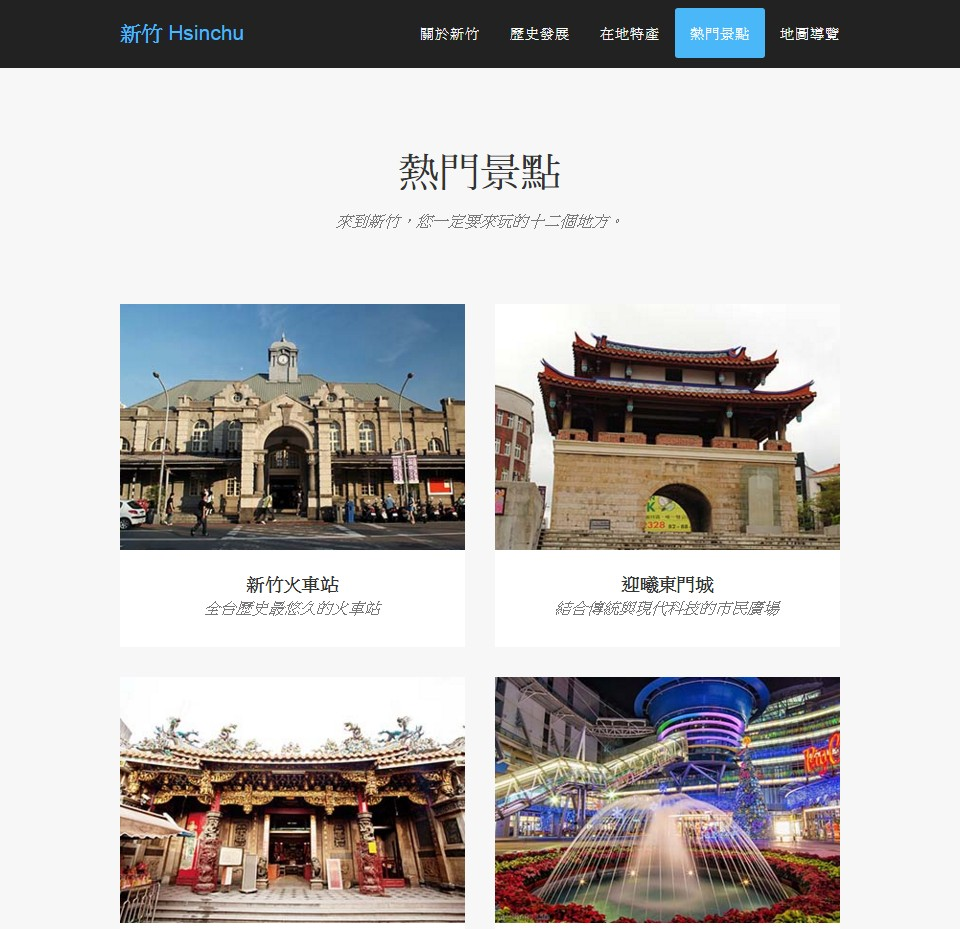 新竹 Hsinchu
關於新竹
歷史發展
在地特產
熱門景點
地圖導覽
熱門景點
來到新竹，您一定要來玩的十二個地方。
新竹火車站
全台歷史最悠久的火車站
迎曦東門城
結合傳統與現代科技的市民廣場